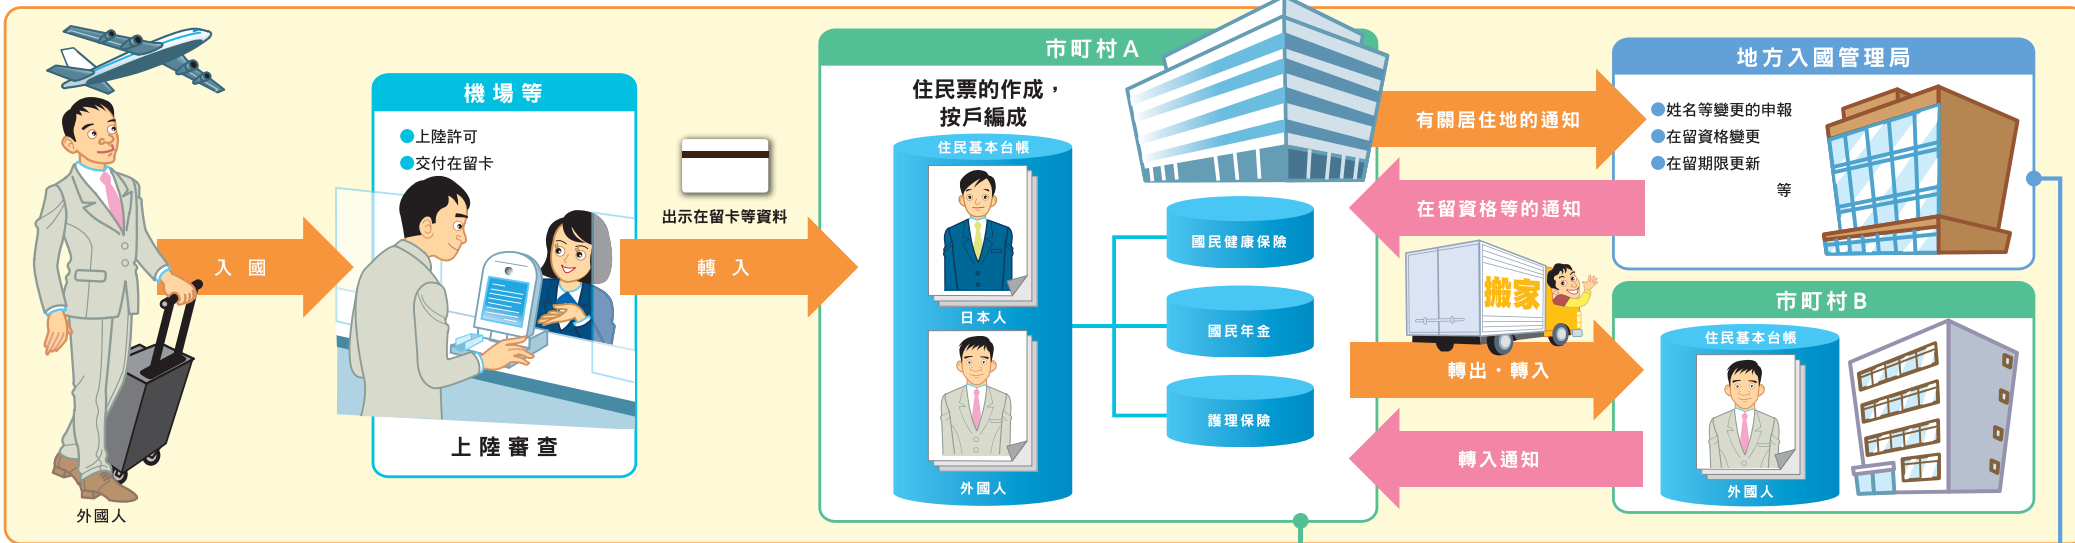 外國人
入國
機場等
●上陸許可
●交付在留卡
上陸審查
出示在留卡等資料
轉入
市町村A
住民票的作成，
按戶編成
住民基本台帳
日本人
外國人
國民健康保險
國民年金
護理保險
有關居住地的通知
在留資格等的通知
搬家
轉出・轉入
轉入通知
地方入國管理局
●姓名等變更的申報
●在留資格變更
●在留期限更新
等
市町村B
住民基本台帳
外國人